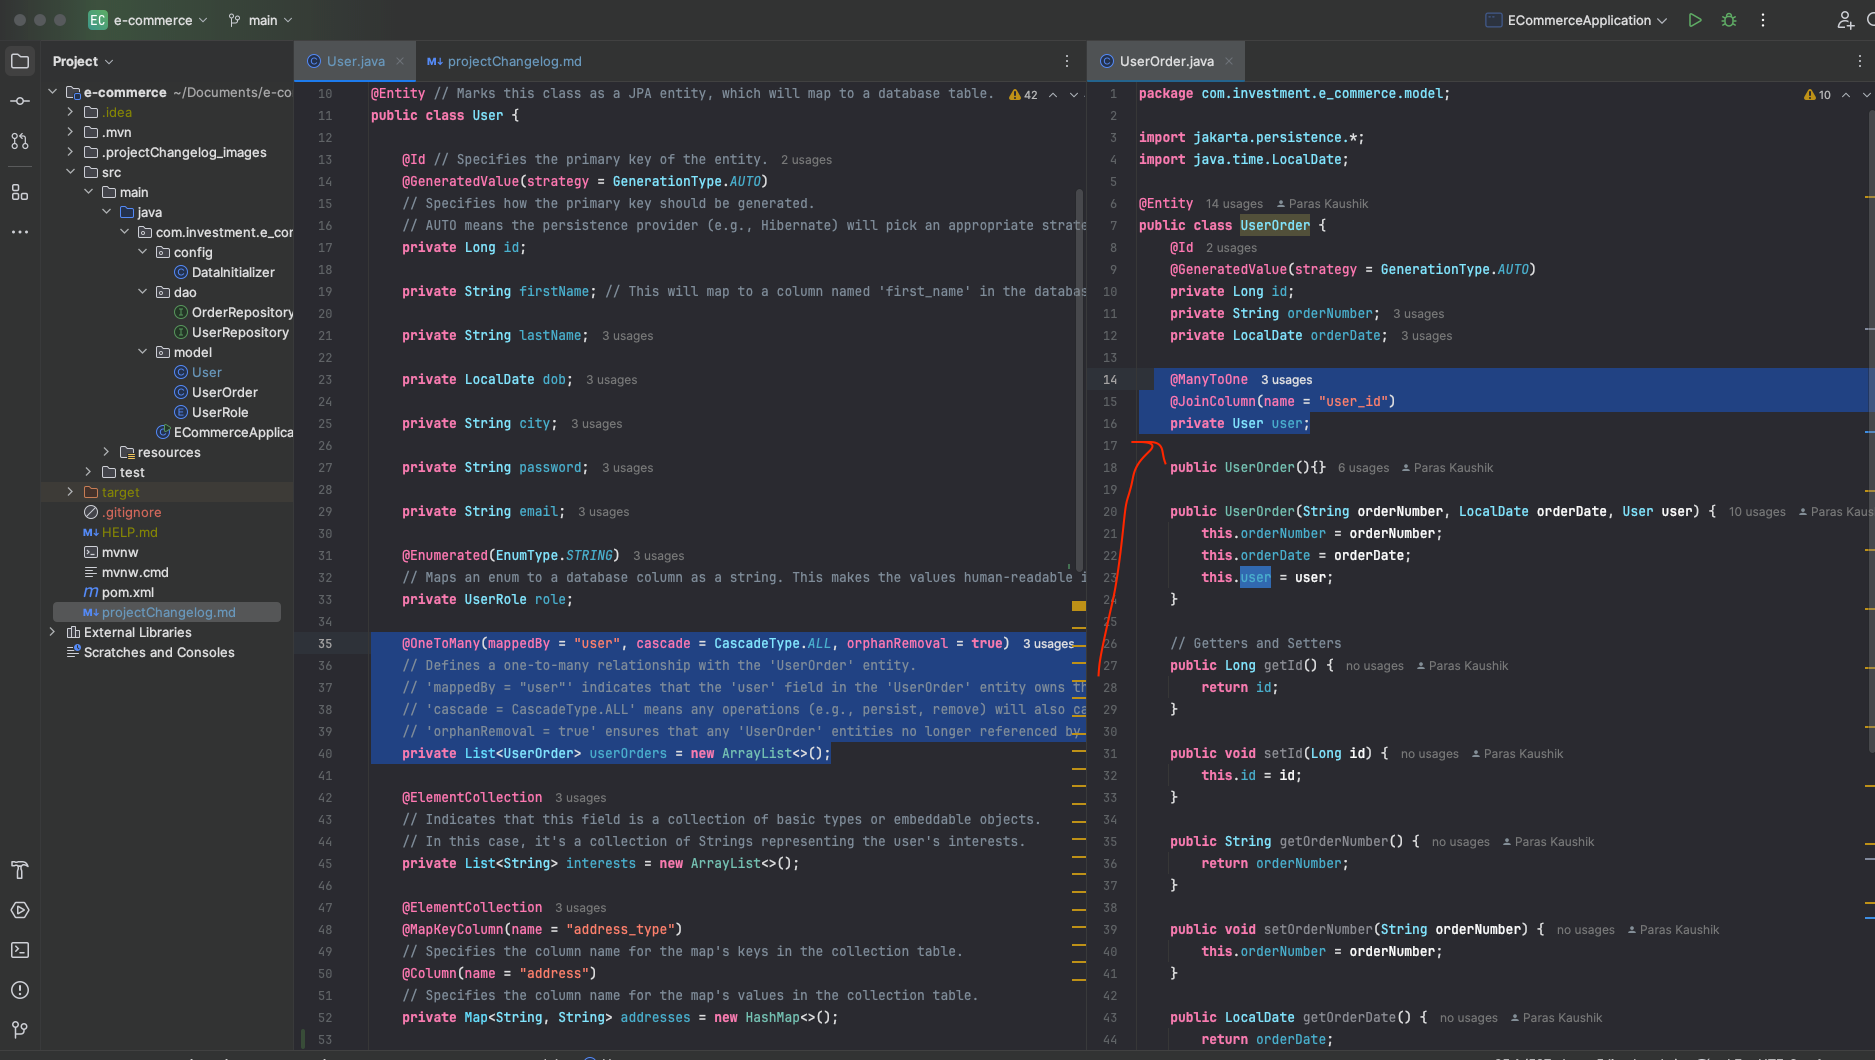 EC e-commerce main ECommerceApplication
Project
User.java
projectChangelog.md
UserOrder.java
e-commerce ~/Documents/e-co
.idea
.mvn
.projectChangelog_images
src
main
java
com.investment.e_cor
config
DataInitializer
dao
OrderRepository
UserRepository
model
User
UserOrder
UserRole
ECommerceApplica
resources
test
target
.gitignore
HELP.md
mvnw
mvnw.cmd
pom.xml
projectChangelog.md
External Libraries
Scratches and Consoles
10 @Entity // Marks this class as a JPA entity, which will map to a database table. 42
11 public class User {
12
13 @Id // Specifies the primary key of the entity. 2 usages
14 @GeneratedValue(strategy = GenerationType.AUTO)
15 // Specifies how the primary key should be generated.
16 // AUTO means the persistence provider (e.g., Hibernate) will pick an appropriate strate
17 private Long id;
18
19 private String firstName; // This will map to a column named 'first_name' in the databas
20
21 private String lastName; 3 usages
22
23 private LocalDate dob; 3 usages
24
25 private String city; 3 usages
26
27 private String password; 3 usages
28
29 private String email; 3 usages
30
31 @Enumerated(EnumType.STRING) 3 usages
32 // Maps an enum to a database column as a string. This makes the values human-readable i
33 private UserRole role;
34
35 @OneToMany(mappedBy = "user", cascade = CascadeType.ALL, orphanRemoval = true) 3 usages
36 // Defines a one-to-many relationship with the 'UserOrder' entity.
37 // 'mappedBy = "user"' indicates that the 'user' field in the 'UserOrder' entity owns th
38 // 'cascade = CascadeType.ALL' means any operations (e.g., persist, remove) will also ca
39 // 'orphanRemoval = true' ensures that any 'UserOrder' entities no longer referenced by
40 private List<UserOrder> userOrders = new ArrayList<>();
41
42 @ElementCollection 3 usages
43 // Indicates that this field is a collection of basic types or embeddable objects.
44 // In this case, it's a collection of Strings representing the user's interests.
45 private List<String> interests = new ArrayList<>();
46
47 @ElementCollection 3 usages
48 @MapKeyColumn(name = "address_type")
49 // Specifies the column name for the map's keys in the collection table.
50 @Column(name = "address")
51 // Specifies the column name for the map's values in the collection table.
52 private Map<String, String> addresses = new HashMap<>();
53
1 package com.investment.e_commerce.model; 10
2
3 import jakarta.persistence.*;
4 import java.time.LocalDate;
5
6 @Entity 14 usages Paras Kaushik
7 public class UserOrder {
8 @Id 2 usages
9 @GeneratedValue(strategy = GenerationType.AUTO)
10 private Long id;
11 private String orderNumber; 3 usages
12 private LocalDate orderDate; 3 usages
13
14 @ManyToOne 3 usages
15 @JoinColumn(name = "user_id")
16 private User user;
17
18 public UserOrder(){} 6 usages Paras Kaushik
19
20 public UserOrder(String orderNumber, LocalDate orderDate, User user) { 10 usages Paras Kaus
21 this.orderNumber = orderNumber;
22 this.orderDate = orderDate;
23 this.user = user;
24 }
25
26 // Getters and Setters
27 public Long getId() { no usages Paras Kaushik
28 return id;
29 }
30
31 public void setId(Long id) { no usages Paras Kaushik
32 this.id = id;
33 }
34
35 public String getOrderNumber() { no usages Paras Kaushik
36 return orderNumber;
37 }
38
39 public void setOrderNumber(String orderNumber) { no usages Paras Kaushik
40 this.orderNumber = orderNumber;
41 }
42
43 public LocalDate getOrderDate() { no usages Paras Kaushik
44 return orderDate;